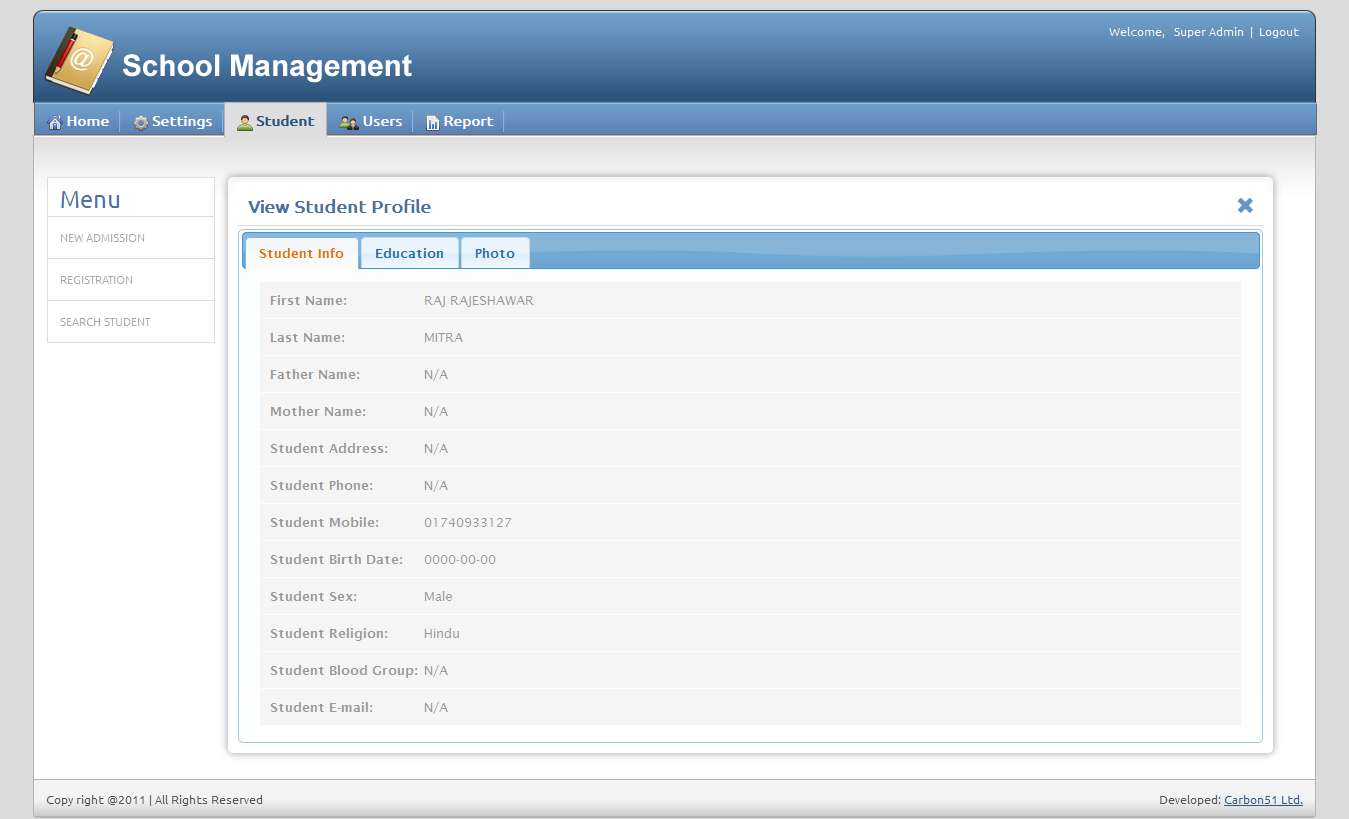 Welcome, Super Admin | Logout
School Management
Home Settings Student Users Report
Menu
NEW ADMISSION
REGISTRATION
SEARCH STUDENT
View Student Profile
Student Info Education Photo
First Name: RAJ RAJESHAWAR
Last Name: MITRA
Father Name: N/A
Mother Name: N/A
Student Address: N/A
Student Phone: N/A
Student Mobile: 01740933127
Student Birth Date: 0000-00-00
Student Sex: Male
Student Religion: Hindu
Student Blood Group: N/A
Student E-mail: N/A
Copy right @2011 | All Rights Reserved
Developed: Carbon51 Ltd.